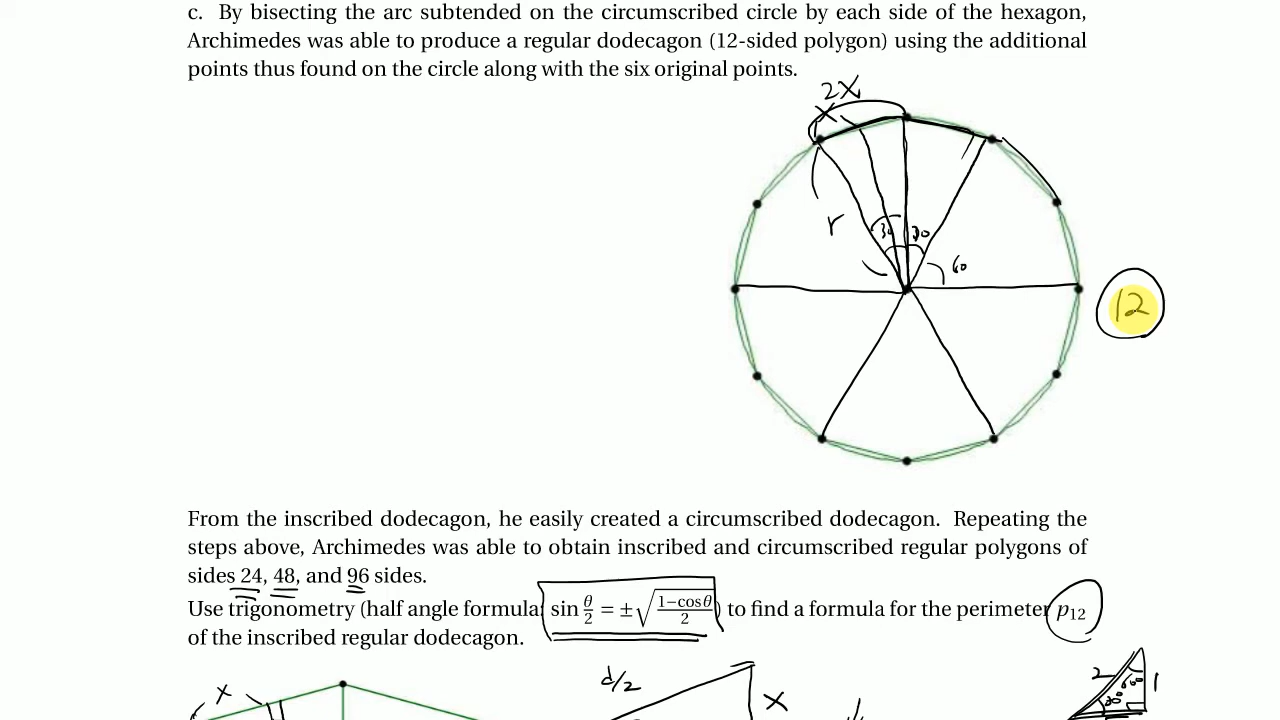 c. By bisecting the arc subtended on the circumscribed circle by each side of the hexagon,
Archimedes was able to produce a regular dodecagon (12-sided polygon) using the additional
points thus found on the circle along with the six original points.
2X
X
r
30
30
60
12
From the inscribed dodecagon, he easily created a circumscribed dodecagon. Repeating the
steps above, Archimedes was able to obtain inscribed and circumscribed regular polygons of
sides 24, 48, and 96 sides.
Use trigonometry (half angle formula: sin θ/2 = ±√(1−cosθ/2)) to find a formula for the perimeter p₁₂
of the inscribed regular dodecagon.
x
d/2
x
2
60°
30°
1